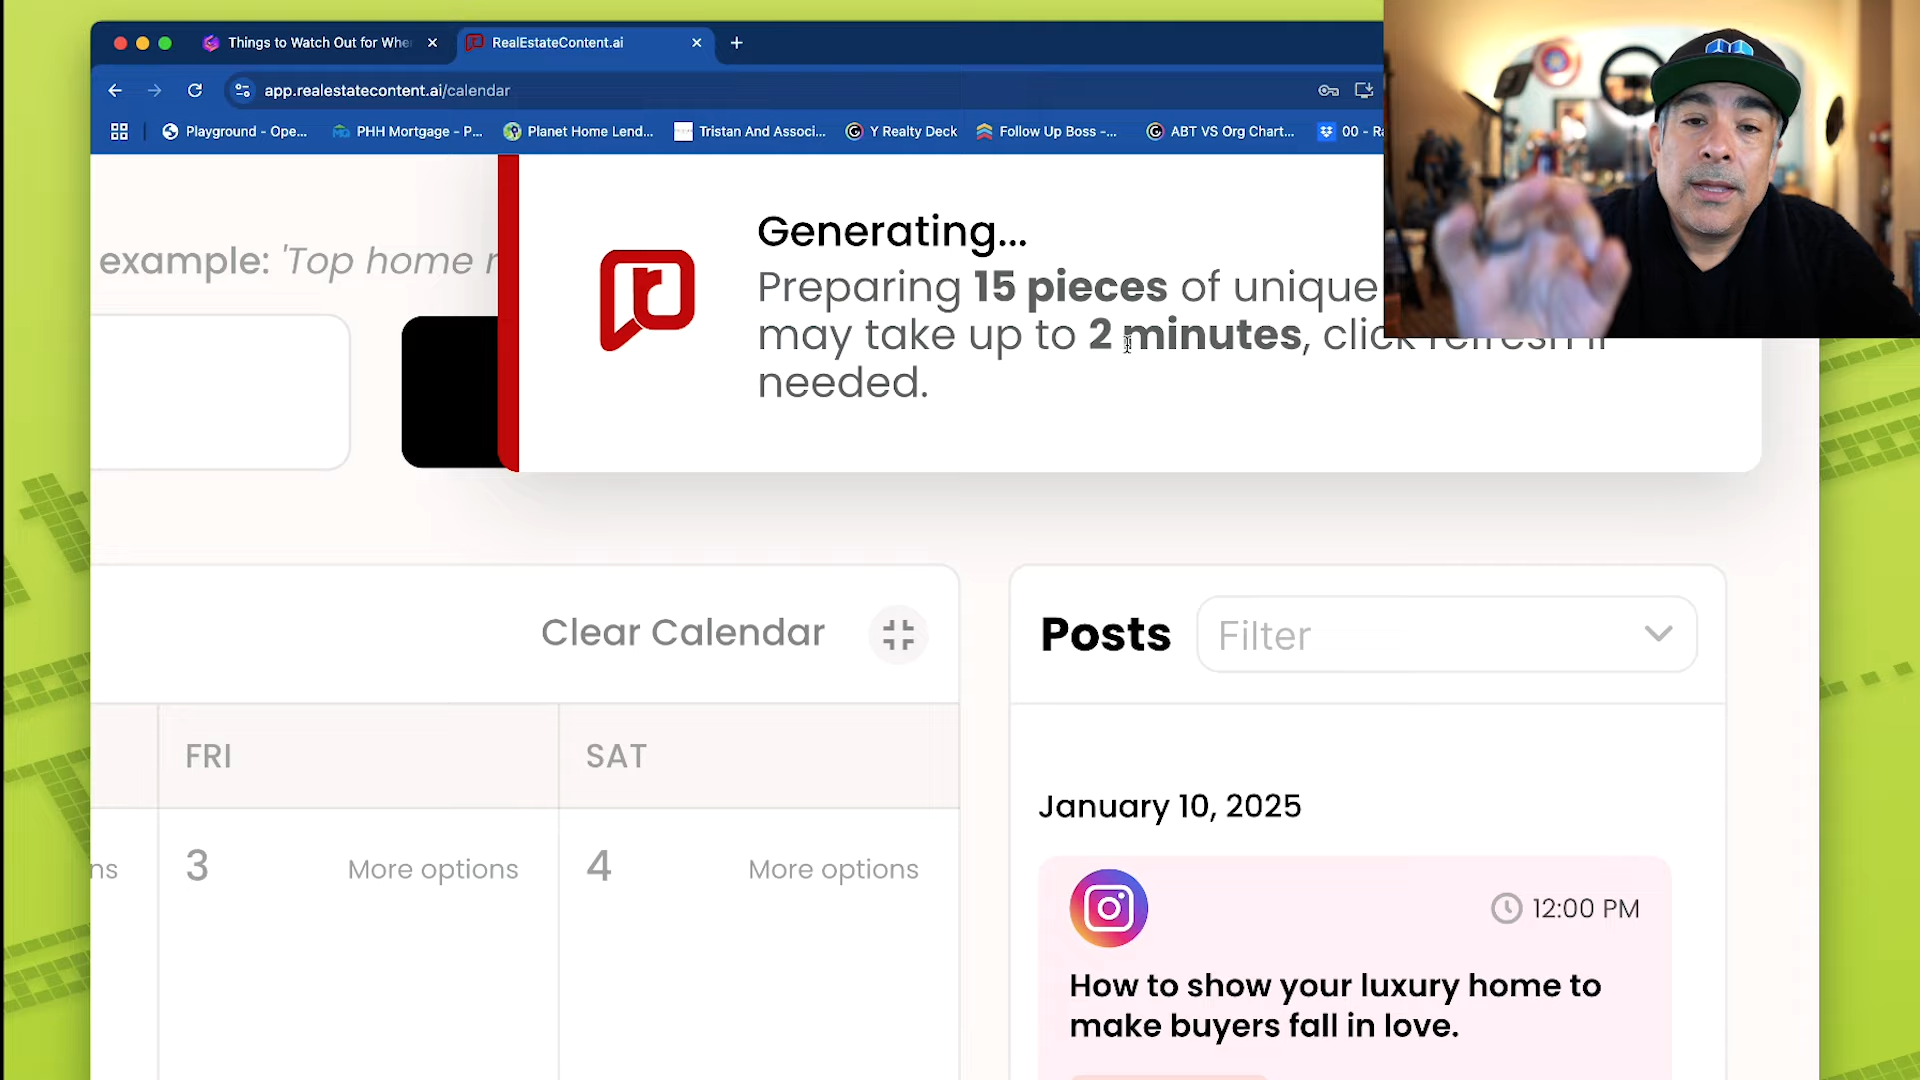 Things to Watch Out for Whe
RealEstateContent.ai
app.realestatecontent.ai/calendar
Playground - Ope...
PHH Mortgage - P...
Planet Home Lend...
Tristan And Associ...
Y Realty Deck
Follow Up Boss -...
ABT VS Org Chart...
00 - Ra
example: 'Top home r
Generating...
Preparing 15 pieces of unique
may take up to 2 minutes, click refresh if
needed.
Clear Calendar
Posts
Filter
FRI
SAT
January 10, 2025
ns
3
More options
4
More options
12:00 PM
How to show your luxury home to
make buyers fall in love.